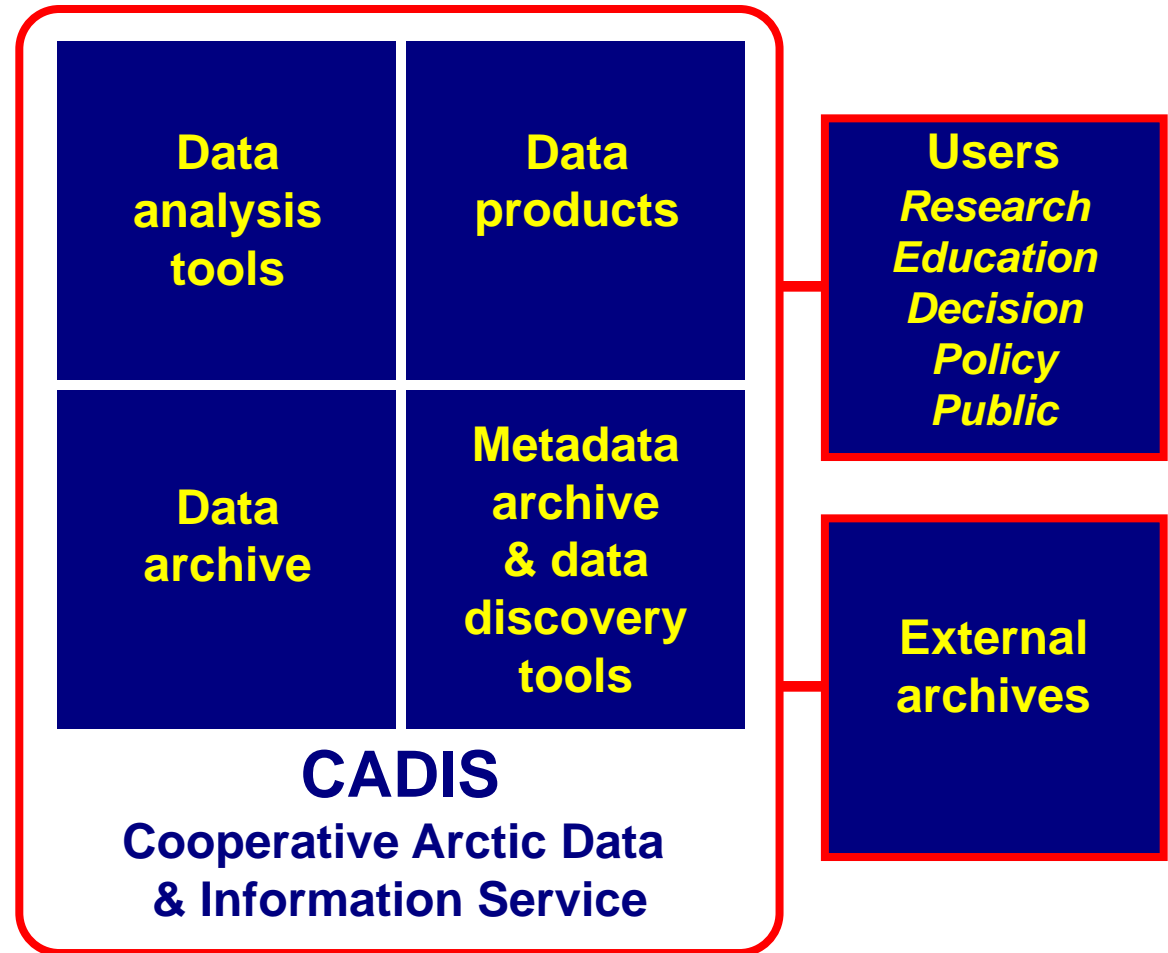 Data
analysis
tools
Data
products
Data
archive
Metadata
archive
& data
discovery
tools
CADIS
Cooperative Arctic Data
& Information Service
Users
Research
Education
Decision
Policy
Public
External
archives